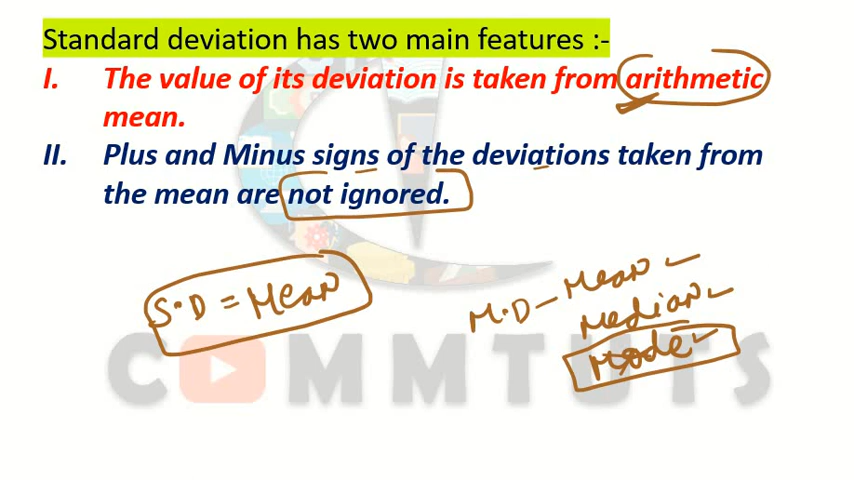 Standard deviation has two main features :-
I. The value of its deviation is taken from arithmetic
mean.
II. Plus and Minus signs of the deviations taken from
the mean are not ignored.
S.D = Mean
M.D - Mean
Median
Mode
COMMTUTS